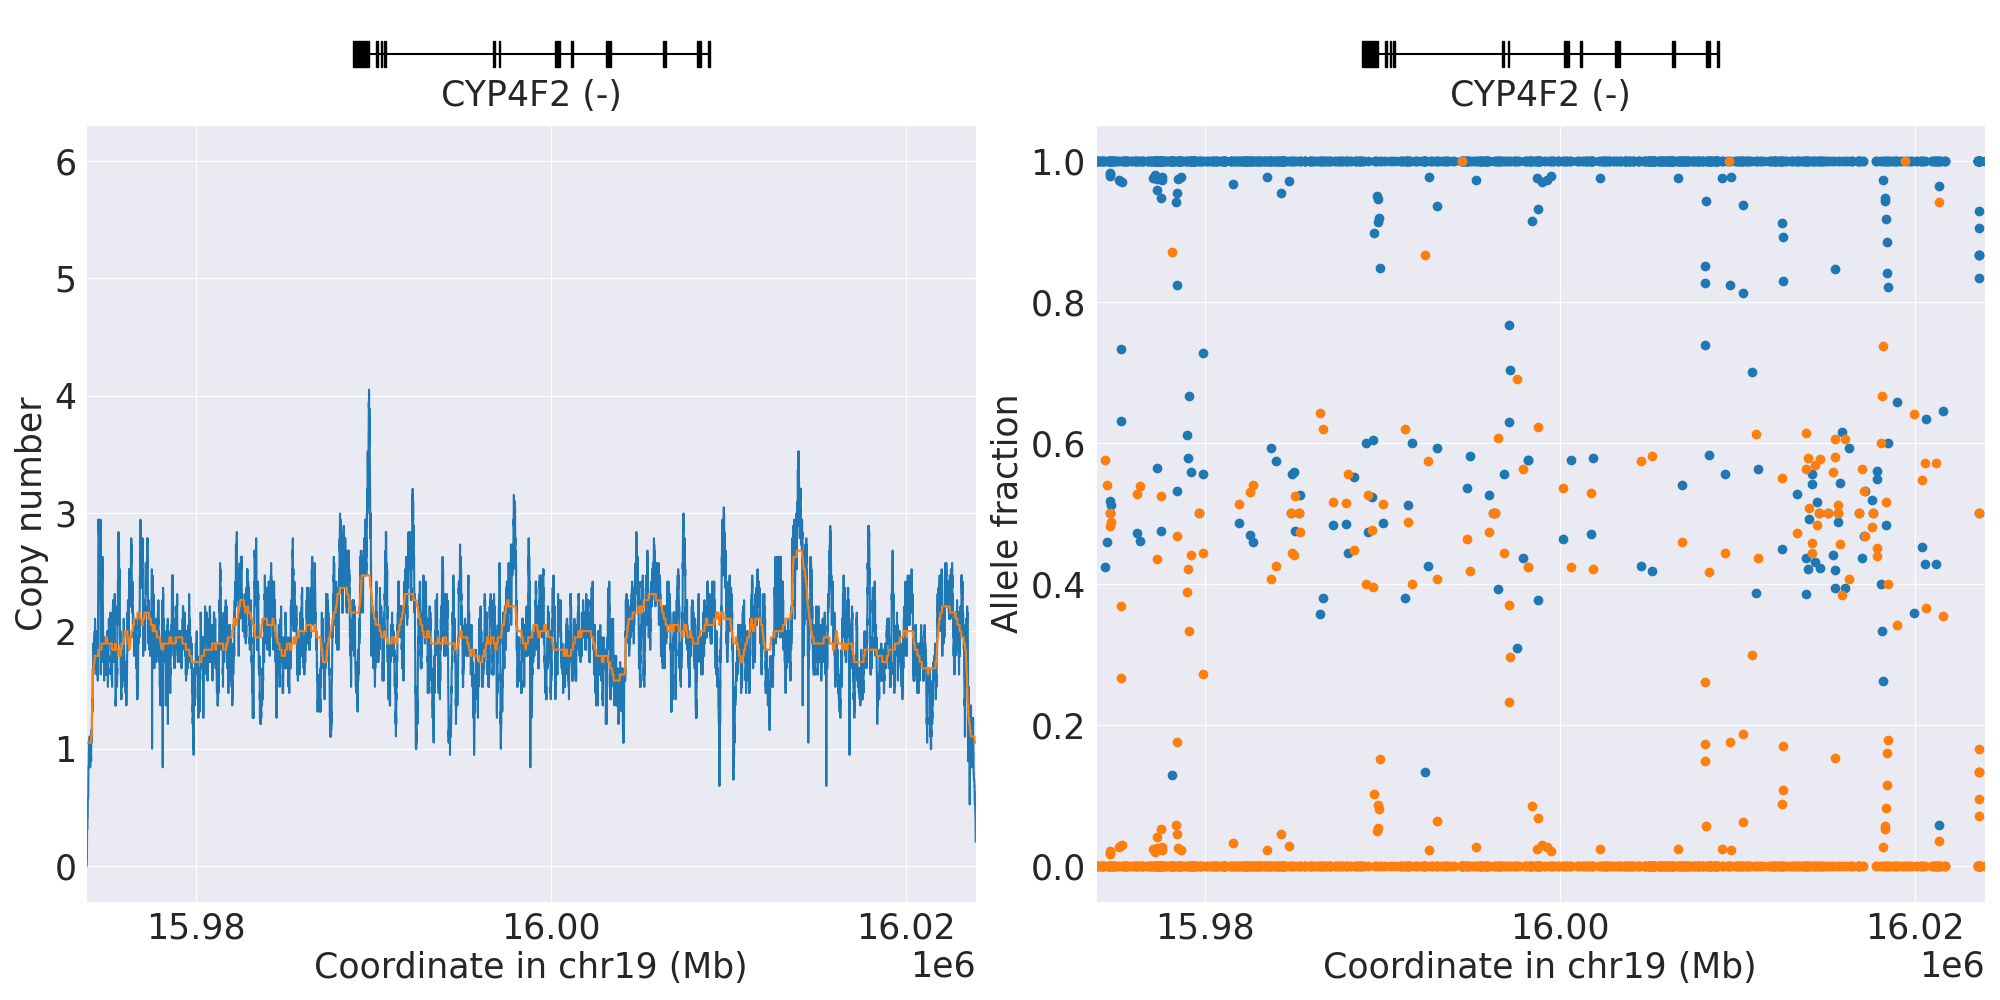 CYP4F2 (-)
6
5
4
3
2
1
0
Copy number
15.98
16.00
16.02
Coordinate in chr19 (Mb)
1e6
CYP4F2 (-)
1.0
0.8
0.6
0.4
0.2
0.0
Allele fraction
15.98
16.00
16.02
Coordinate in chr19 (Mb)
1e6